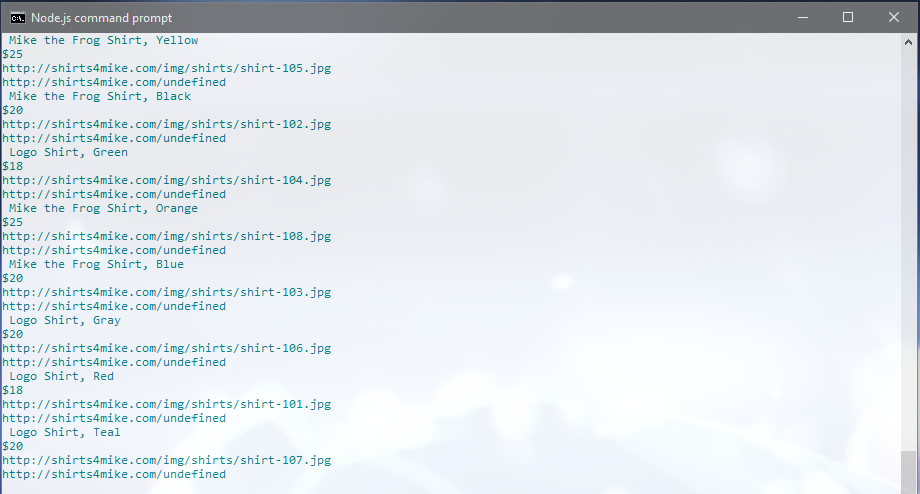 Node.js command prompt
Mike the Frog Shirt, Yellow
$25
http://shirts4mike.com/img/shirts/shirt-105.jpg
http://shirts4mike.com/undefined
Mike the Frog Shirt, Black
$20
http://shirts4mike.com/img/shirts/shirt-102.jpg
http://shirts4mike.com/undefined
Logo Shirt, Green
$18
http://shirts4mike.com/img/shirts/shirt-104.jpg
http://shirts4mike.com/undefined
Mike the Frog Shirt, Orange
$25
http://shirts4mike.com/img/shirts/shirt-108.jpg
http://shirts4mike.com/undefined
Mike the Frog Shirt, Blue
$20
http://shirts4mike.com/img/shirts/shirt-103.jpg
http://shirts4mike.com/undefined
Logo Shirt, Gray
$20
http://shirts4mike.com/img/shirts/shirt-106.jpg
http://shirts4mike.com/undefined
Logo Shirt, Red
$18
http://shirts4mike.com/img/shirts/shirt-101.jpg
http://shirts4mike.com/undefined
Logo Shirt, Teal
$20
http://shirts4mike.com/img/shirts/shirt-107.jpg
http://shirts4mike.com/undefined